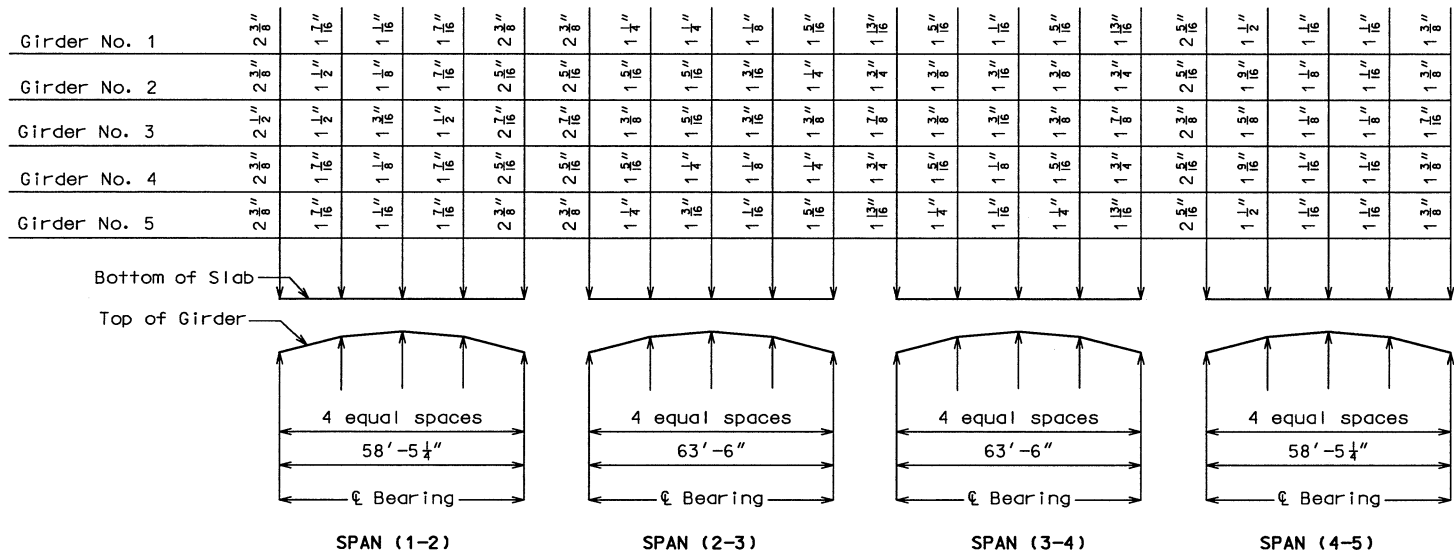 Girder No. 1 2 3/8" 1 7/16" 1 1/16" 1 7/16" 2 3/8" 2 3/8" 1 1/4" 1 1/4" 1 1/8" 1 5/16" 1 13/16" 1 5/16" 1 1/16" 1 5/16" 1 13/16" 2 5/16" 1 1/2" 1 1/16" 1 1/16" 1 3/8"
Girder No. 2 2 3/8" 1 1/2" 1 1/8" 1 7/16" 2 5/16" 2 5/16" 1 5/16" 1 5/16" 1 3/16" 1 1/4" 1 3/4" 1 3/8" 1 3/16" 1 3/8" 1 3/4" 2 5/16" 1 9/16" 1 1/8" 1 1/16" 1 3/8"
Girder No. 3 2 1/2" 1 1/2" 1 3/16" 1 1/2" 2 7/16" 2 7/16" 1 3/8" 1 5/16" 1 3/16" 1 3/8" 1 7/8" 1 3/8" 1 3/16" 1 3/8" 1 7/8" 2 3/8" 1 5/8" 1 1/8" 1 1/8" 1 7/16"
Girder No. 4 2 3/8" 1 7/16" 1 1/8" 1 7/16" 2 5/16" 2 5/16" 1 5/16" 1 1/4" 1 1/8" 1 1/4" 1 3/4" 1 5/16" 1 1/8" 1 5/16" 1 3/4" 2 5/16" 1 9/16" 1 1/16" 1 1/16" 1 3/8"
Girder No. 5 2 3/8" 1 7/16" 1 1/16" 1 7/16" 2 3/8" 2 3/8" 1 1/4" 1 3/16" 1 1/16" 1 5/16" 1 13/16" 1 1/4" 1 1/16" 1 1/4" 1 13/16" 2 5/16" 1 1/2" 1 1/16" 1 1/16" 1 3/8"
Bottom of Slab
Top of Girder
4 equal spaces 4 equal spaces 4 equal spaces 4 equal spaces
58'-5 1/4" 63'-6" 63'-6" 58'-5 1/4"
℄ Bearing ℄ Bearing ℄ Bearing ℄ Bearing
SPAN (1-2) SPAN (2-3) SPAN (3-4) SPAN (4-5)